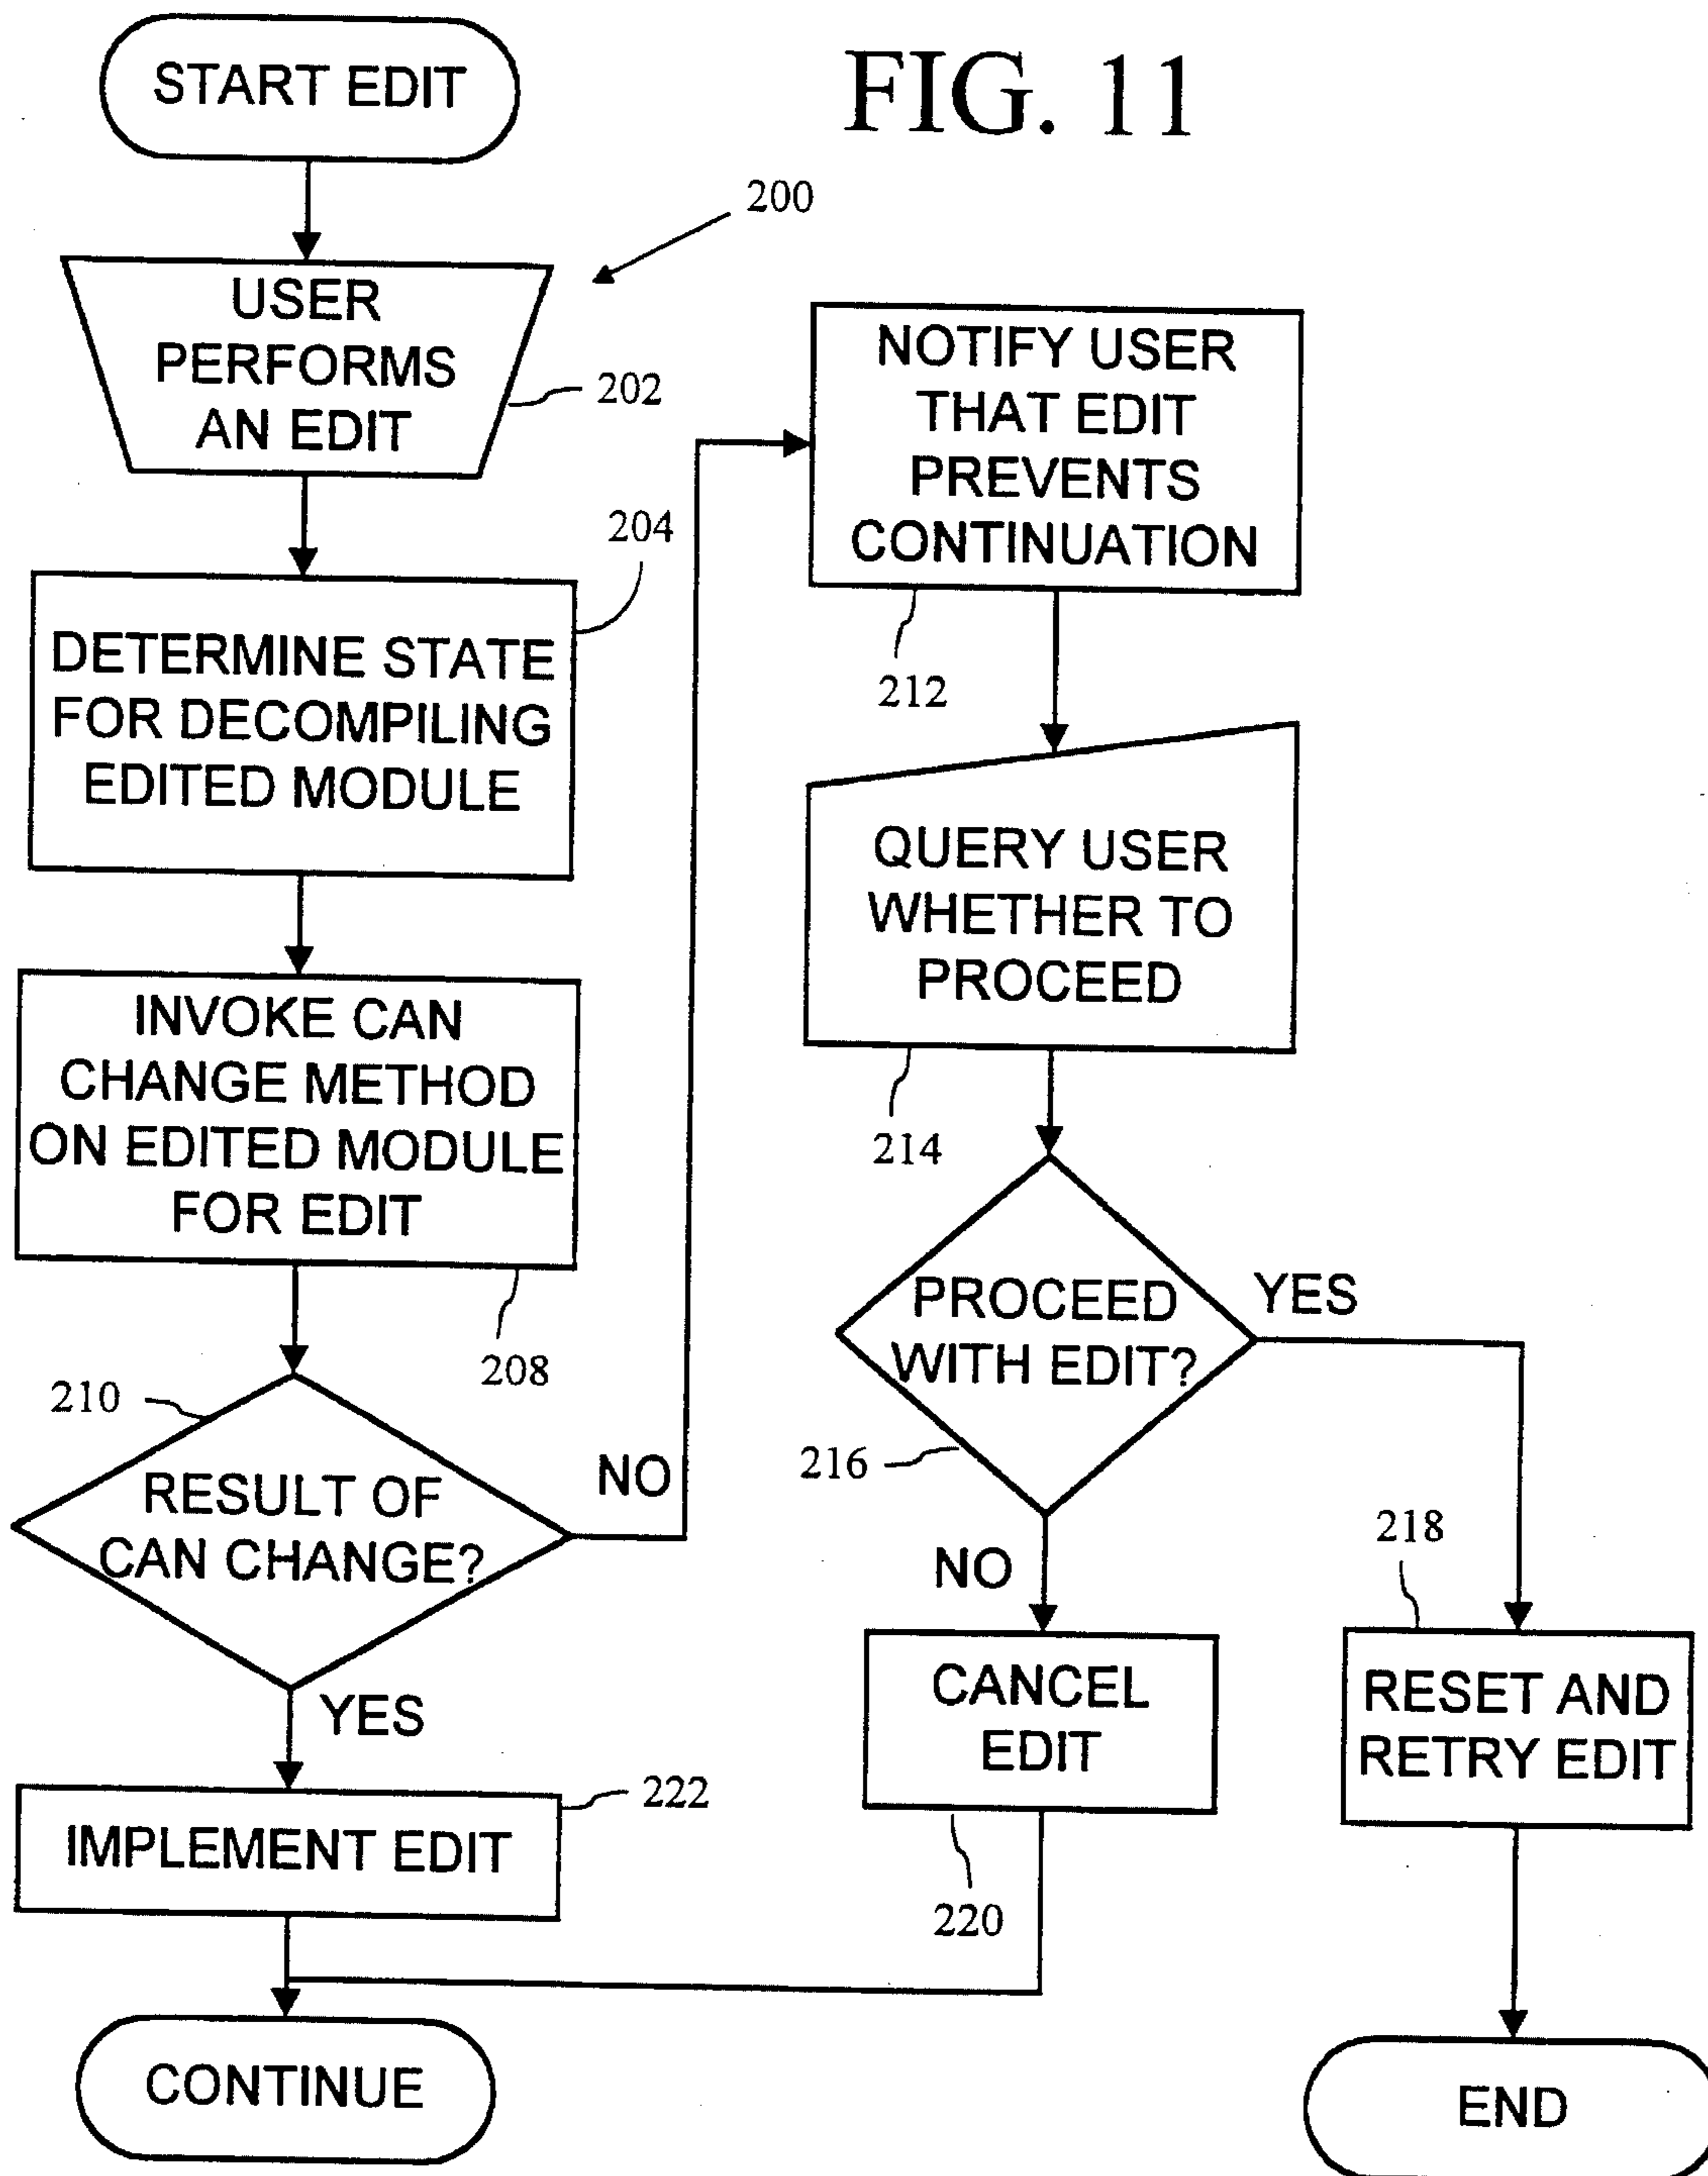 START EDIT
FIG. 11
200
USER
PERFORMS
AN EDIT
202
204
DETERMINE STATE
FOR DECOMPILING
EDITED MODULE
INVOKE CAN
CHANGE METHOD
ON EDITED MODULE
FOR EDIT
208
210
RESULT OF
CAN CHANGE?
NO
YES
IMPLEMENT EDIT
222
CONTINUE
NOTIFY USER
THAT EDIT
PREVENTS
CONTINUATION
212
QUERY USER
WHETHER TO
PROCEED
214
PROCEED
WITH EDIT?
YES
216
NO
CANCEL
EDIT
220
218
RESET AND
RETRY EDIT
END